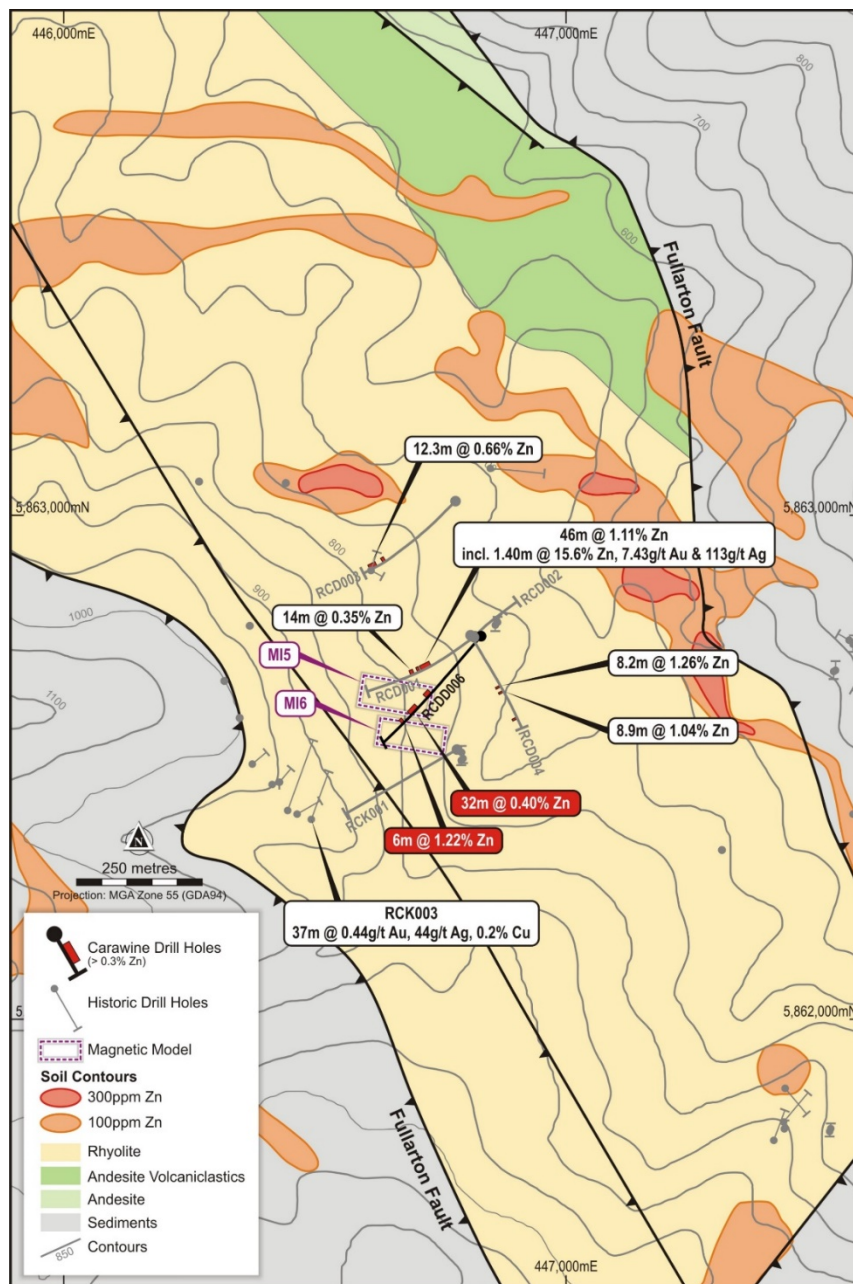 446,000mE
447,000mE
800
700
600
Fullarton Fault
12.3m @ 0.66% Zn
5,863,000mN
5,863,000mN
46m @ 1.11% Zn
incl. 1.40m @ 15.6% Zn, 7.43g/t Au & 113g/t Ag
800
RCD003
RCD002
14m @ 0.35% Zn
900
1000
MI5
8.2m @ 1.26% Zn
RCD001
RCDD006
MI6
1100
8.9m @ 1.04% Zn
RCD004
32m @ 0.40% Zn
RCK001
6m @ 1.22% Zn
N
250 metres
Projection: MGA Zone 55 (GDA94)
RCK003
37m @ 0.44g/t Au, 44g/t Ag, 0.2% Cu
Carawine Drill Holes
(> 0.3% Zn)
Historic Drill Holes
5,862,000mN
Magnetic Model
Soil Contours
300ppm Zn
100ppm Zn
Rhyolite
Andesite Volcaniclastics
Andesite
Sediments
850
Contours
Fullarton Fault
447,000mE